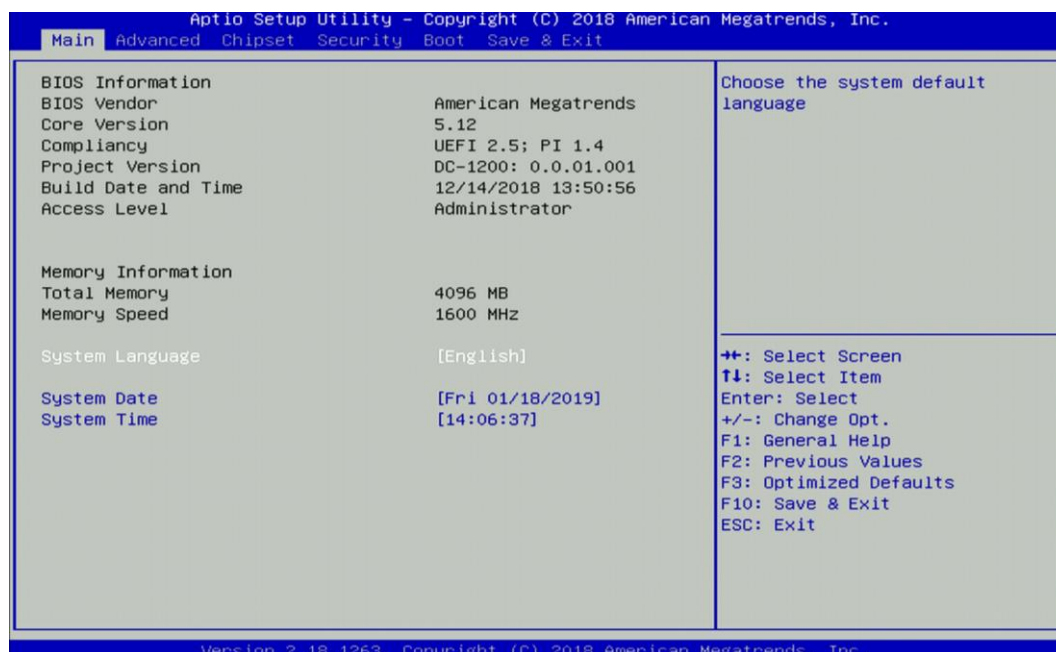 Aptio Setup Utility – Copyright (C) 2018 American Megatrends, Inc.
Main Advanced Chipset Security Boot Save & Exit
BIOS Information
BIOS Vendor American Megatrends
Core Version 5.12
Compliancy UEFI 2.5; PI 1.4
Project Version DC-1200: 0.0.01.001
Build Date and Time 12/14/2018 13:50:56
Access Level Administrator
Memory Information
Total Memory 4096 MB
Memory Speed 1600 MHz
System Language [English]
System Date [Fri 01/18/2019]
System Time [14:06:37]
Choose the system default
language
→←: Select Screen
↑↓: Select Item
Enter: Select
+/-: Change Opt.
F1: General Help
F2: Previous Values
F3: Optimized Defaults
F10: Save & Exit
ESC: Exit
Version 2.18.1263. Copyright (C) 2018 American Megatrends, Inc.